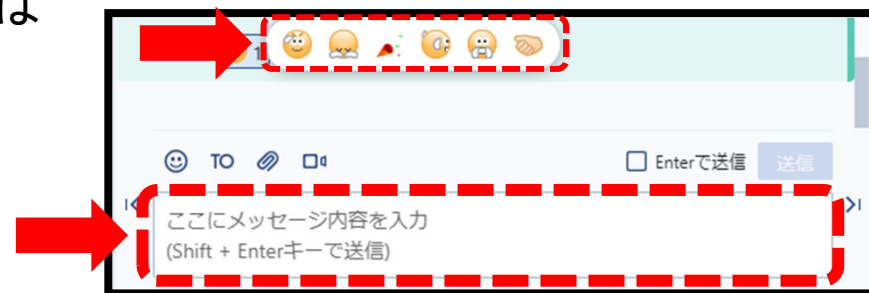 は
1
TO Enterで送信 送信
ここにメッセージ内容を入力
(Shift + Enterキーで送信)